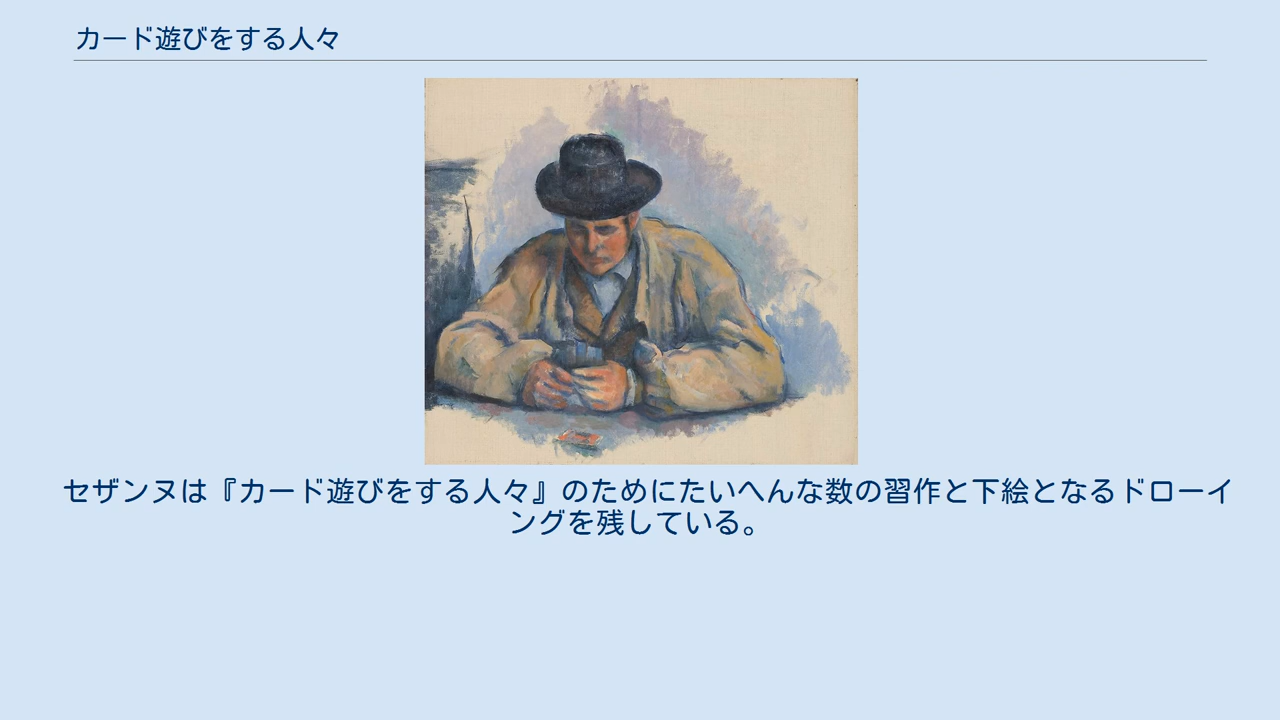 カード遊びをする人々
セザンヌは『カード遊びをする人々』のためにたいへんな数の習作と下絵となるドローイ
ングを残している。